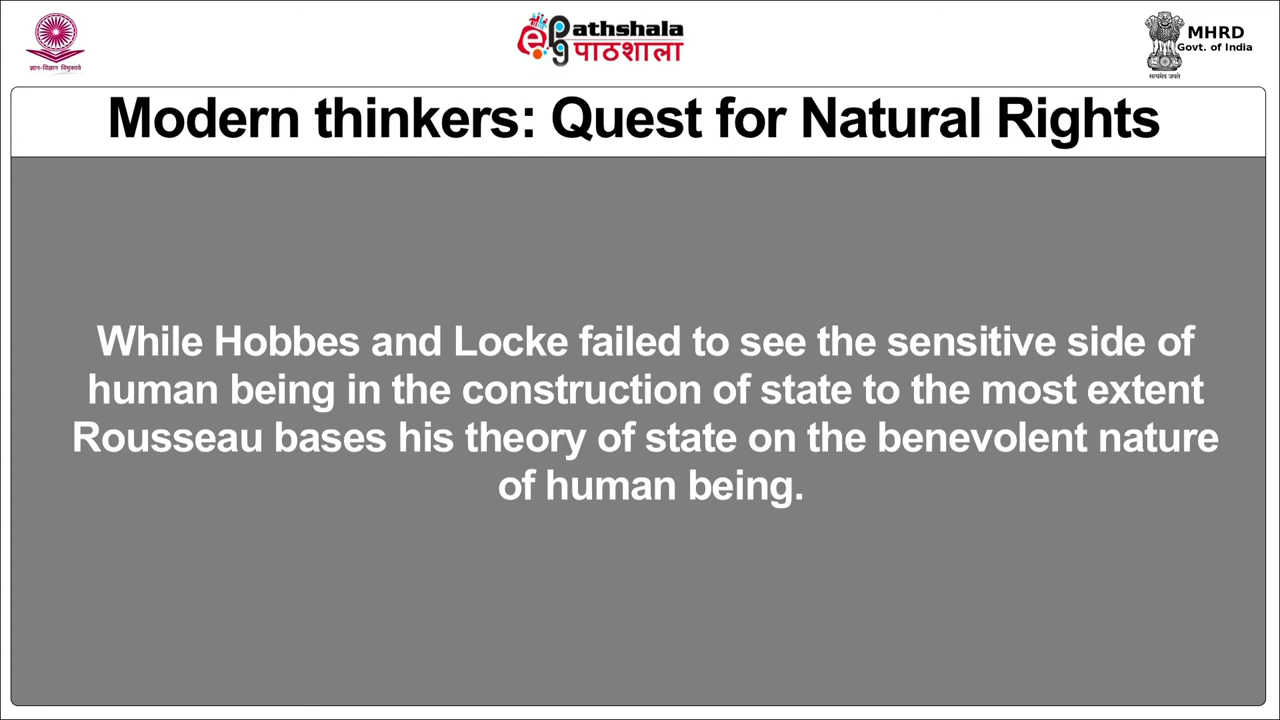 ज्ञान-विज्ञान विमुक्तये
ePG Pathshala
पाठशाला
सत्यमेव जयते
MHRD
Govt. of India
Modern thinkers: Quest for Natural Rights
While Hobbes and Locke failed to see the sensitive side of
human being in the construction of state to the most extent
Rousseau bases his theory of state on the benevolent nature
of human being.